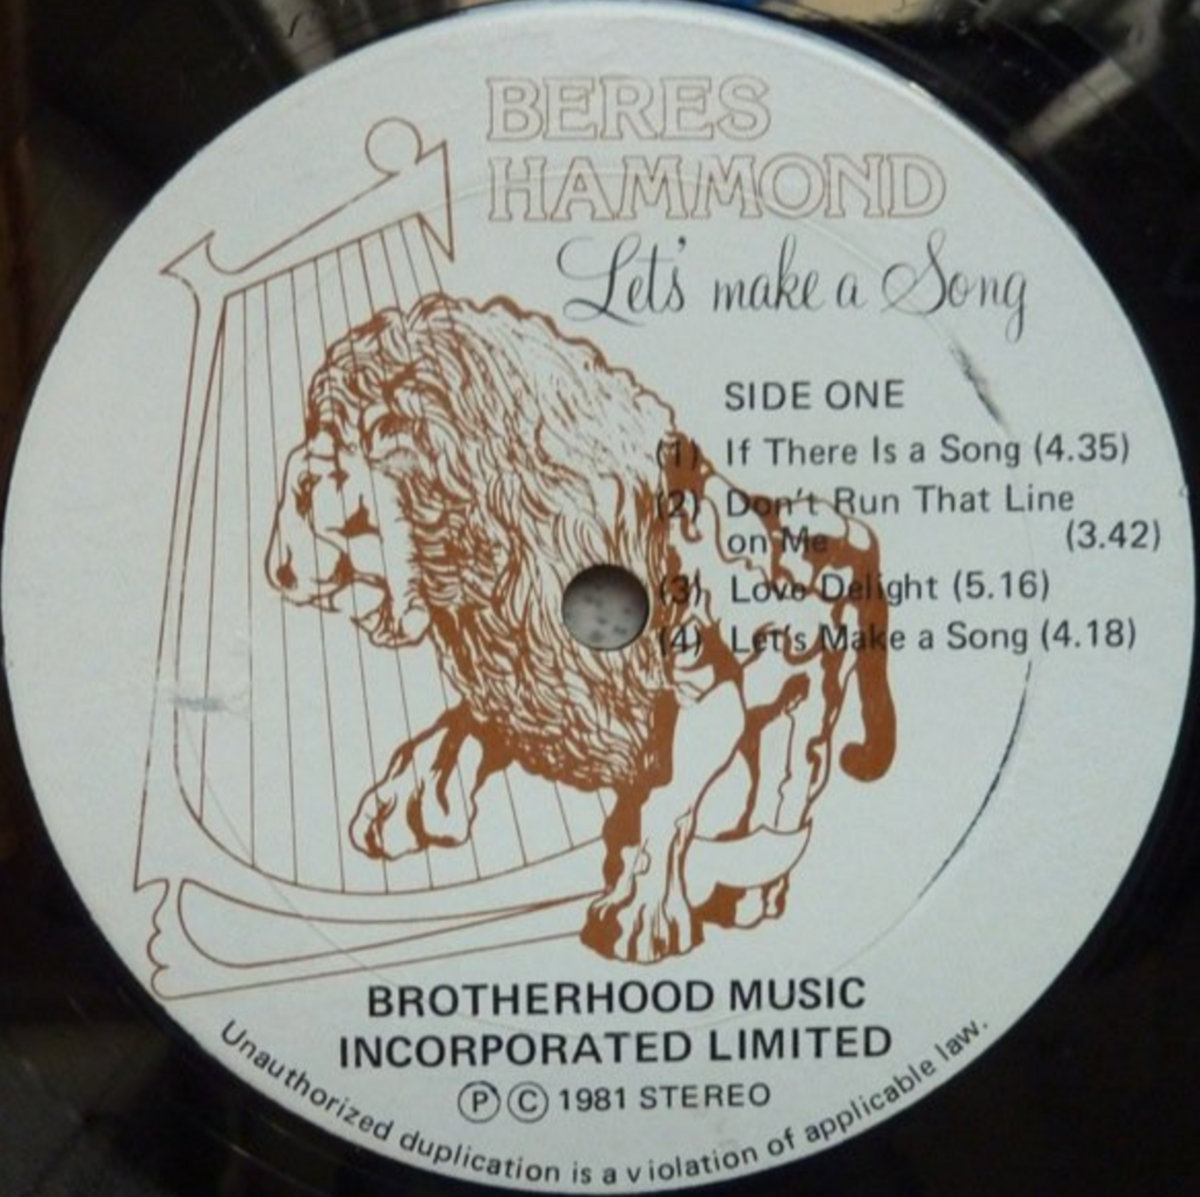 BERES
HAMMOND
Let's make a Song
SIDE ONE
(1) If There Is a Song (4.35)
(2) Don't Run That Line
on Me (3.42)
(3) Love Delight (5.16)
(4) Let's Make a Song (4.18)
BROTHERHOOD MUSIC
INCORPORATED LIMITED
Ⓟ © 1981 STEREO
Unauthorized duplication is a violation of applicable law.